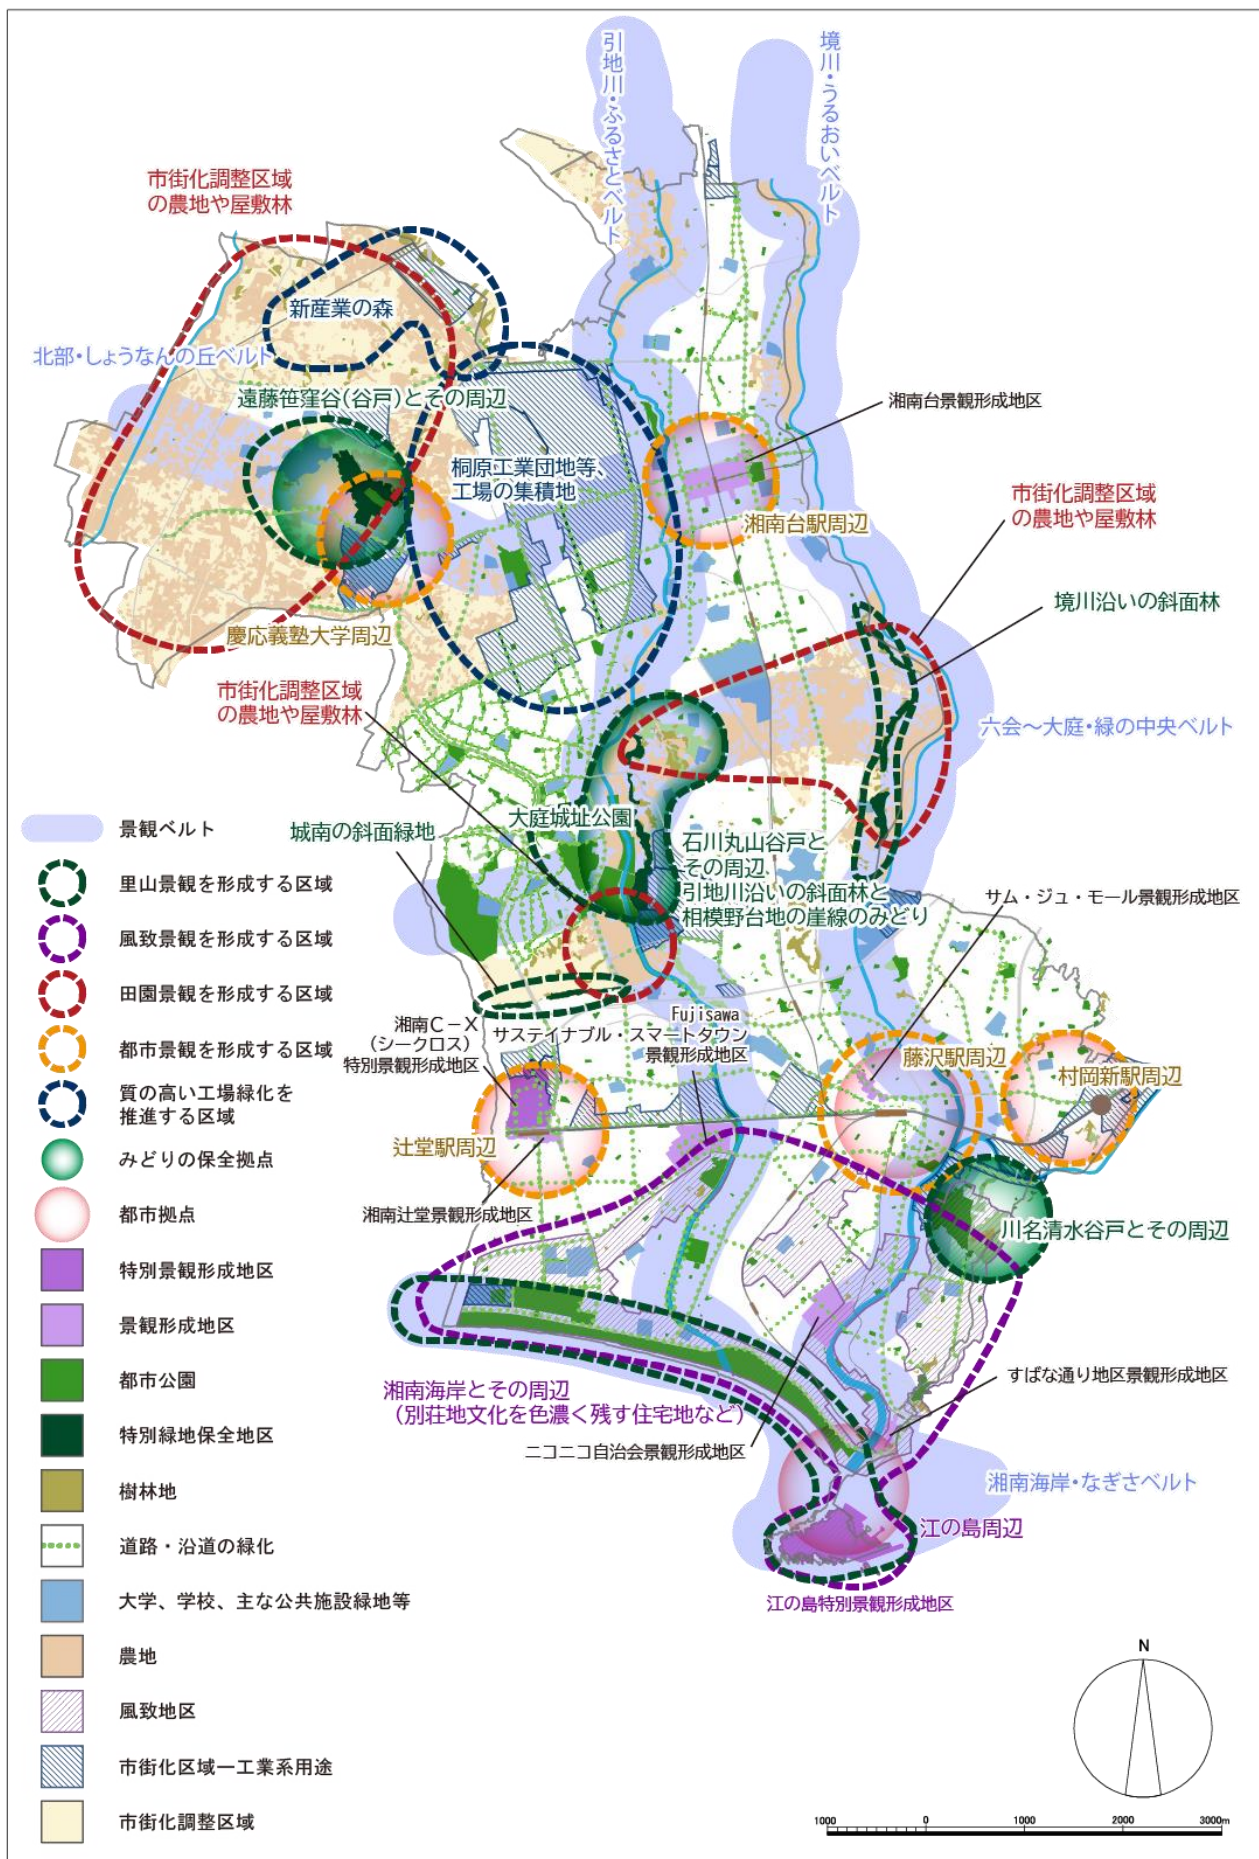 引地川・ふるさとベルト
境川・うるおいベルト
市街化調整区域
の農地や屋敷林
新産業の森
北部・しょうなんの丘ベルト
遠藤笹窪谷(谷戸)とその周辺
湘南台景観形成地区
桐原工業団地等、
工場の集積地
湘南台駅周辺
市街化調整区域
の農地や屋敷林
境川沿いの斜面林
慶応義塾大学周辺
市街化調整区域
の農地や屋敷林
六会～大庭・緑の中央ベルト
大庭城址公園
城南の斜面緑地
石川丸山谷戸と
その周辺、
引地川沿いの斜面林と
相模野台地の崖線のみどり
サム・ジュ・モール景観形成地区
湘南C－X
(シークロス)
特別景観形成地区
Fujisawa
サステイナブル・スマートタウン
景観形成地区
藤沢駅周辺
村岡新駅周辺
辻堂駅周辺
湘南辻堂景観形成地区
川名清水谷戸とその周辺
湘南海岸とその周辺
(別荘地文化を色濃く残す住宅地など)
すばな通り地区景観形成地区
ニコニコ自治会景観形成地区
湘南海岸・なぎさベルト
江の島周辺
江の島特別景観形成地区
景観ベルト
里山景観を形成する区域
風致景観を形成する区域
田園景観を形成する区域
都市景観を形成する区域
質の高い工場緑化を
推進する区域
みどりの保全拠点
都市拠点
特別景観形成地区
景観形成地区
都市公園
特別緑地保全地区
樹林地
道路・沿道の緑化
大学、学校、主な公共施設緑地等
農地
風致地区
市街化区域ー工業系用途
市街化調整区域
N
1000 0 1000 2000 3000m